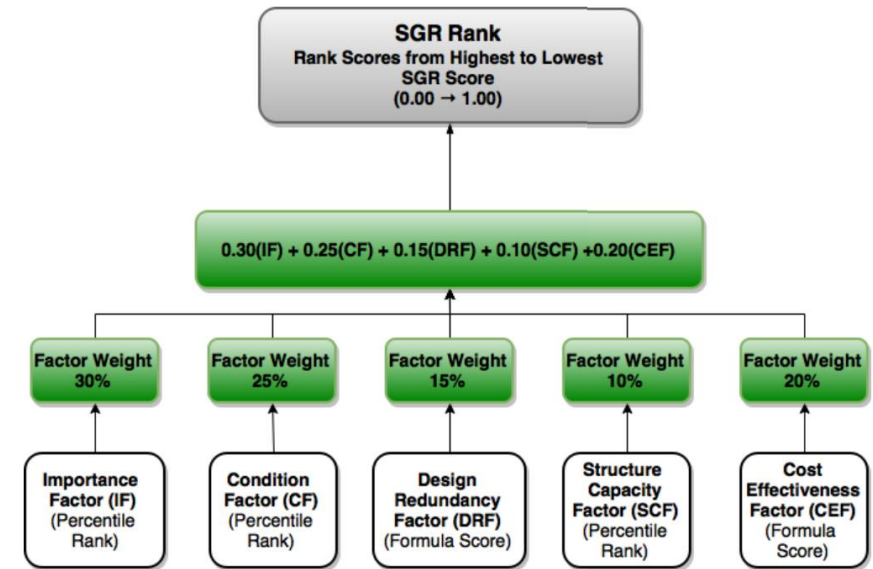 SGR Rank
Rank Scores from Highest to Lowest
SGR Score
(0.00 → 1.00)
0.30(IF) + 0.25(CF) + 0.15(DRF) + 0.10(SCF) +0.20(CEF)
Factor Weight
30%
Factor Weight
25%
Factor Weight
15%
Factor Weight
10%
Factor Weight
20%
Importance
Factor (IF)
(Percentile
Rank)
Condition
Factor (CF)
(Percentile
Rank)
Design
Redundancy
Factor (DRF)
(Formula Score)
Structure
Capacity
Factor (SCF)
(Percentile
Rank)
Cost
Effectiveness
Factor (CEF)
(Formula
Score)